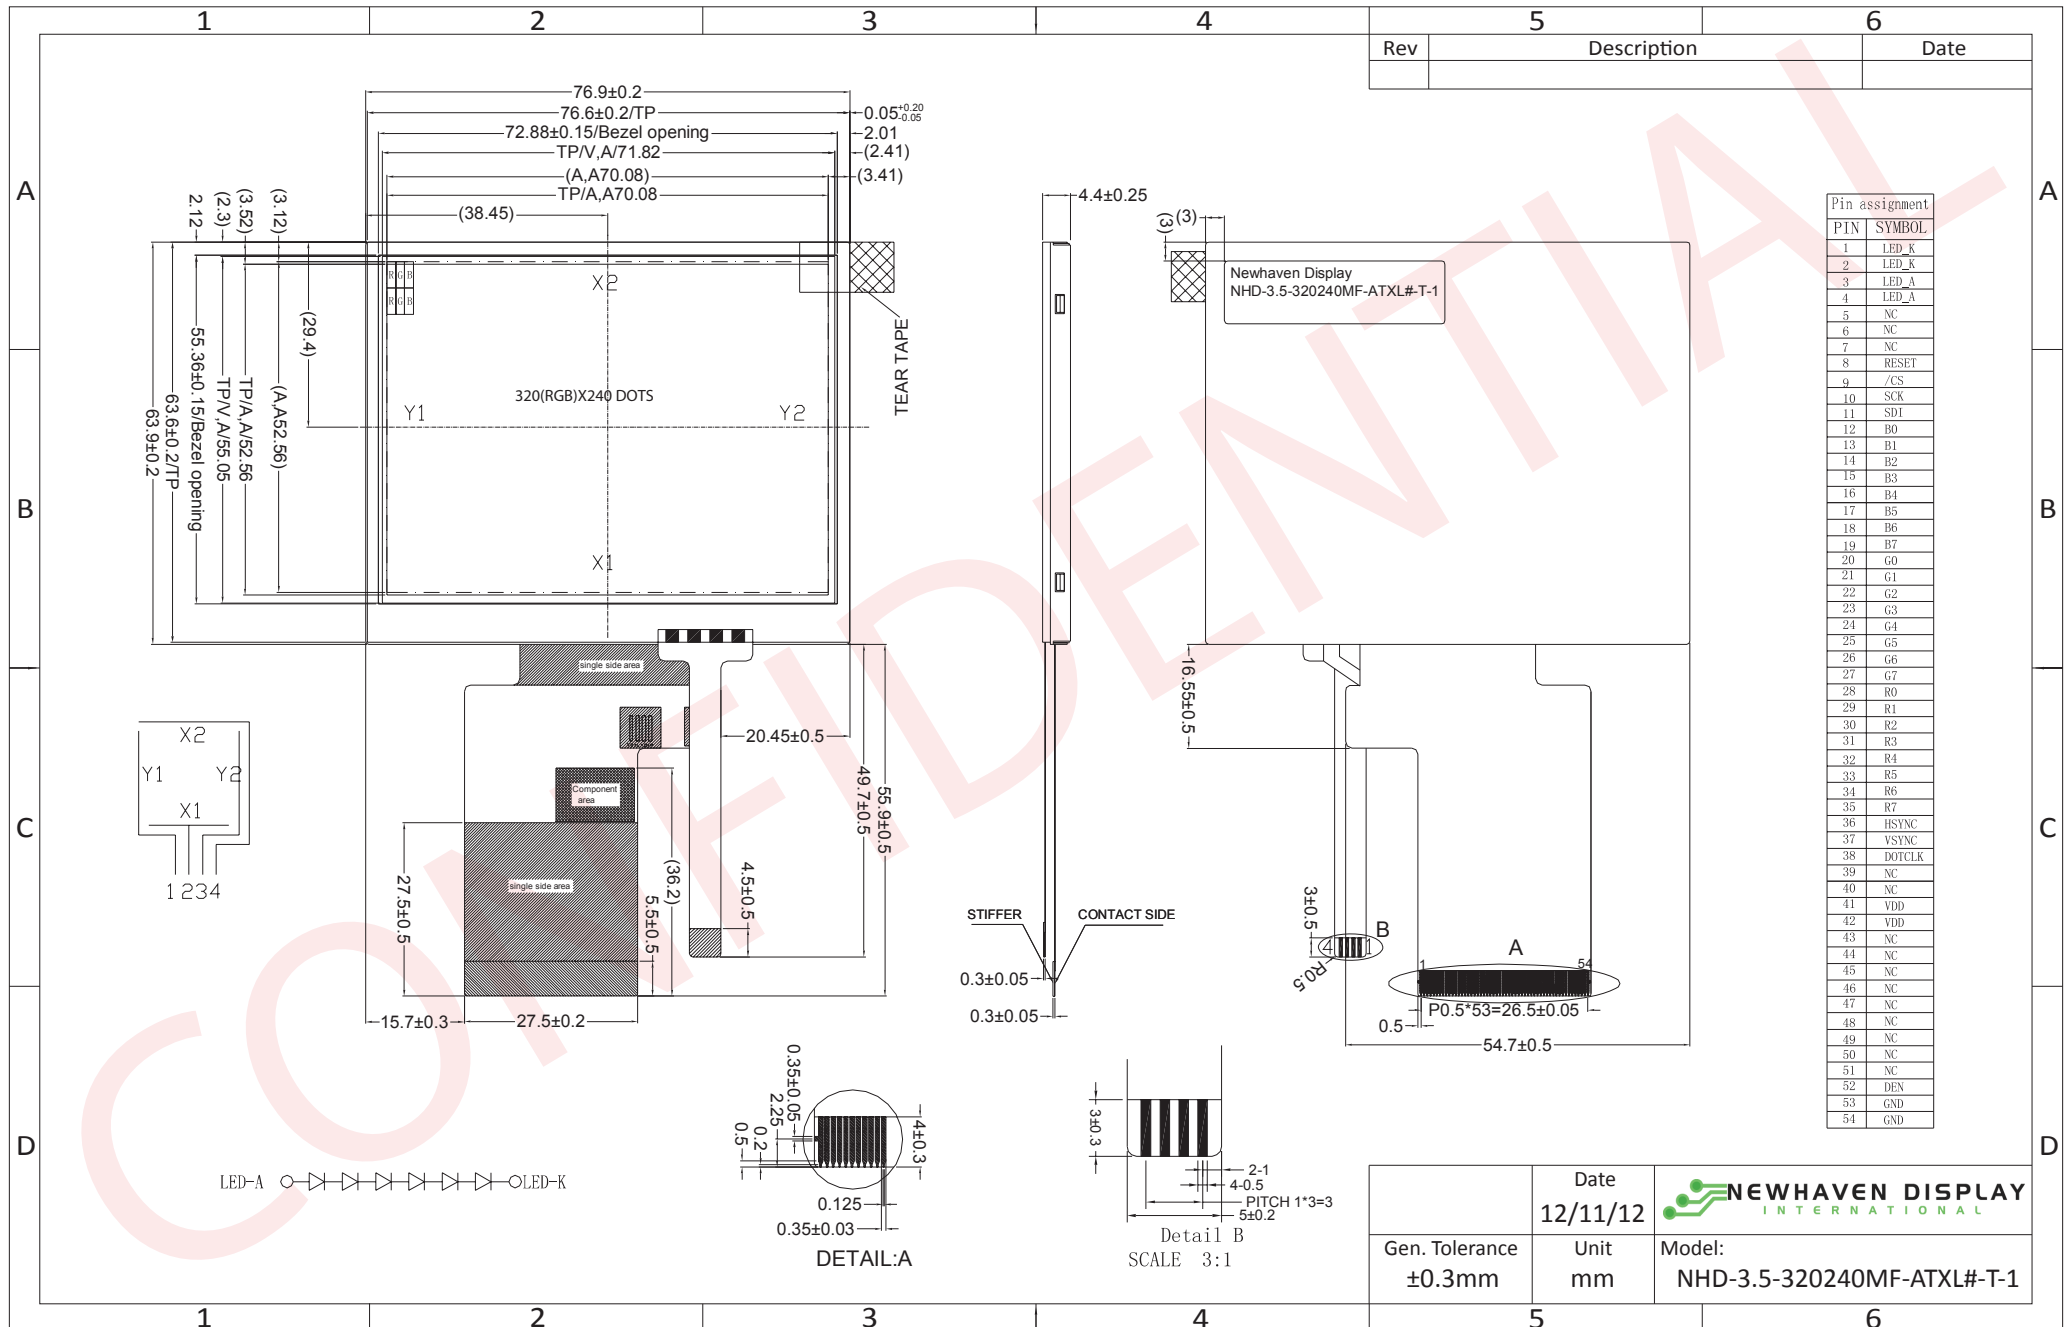 1 2 3 4 5 6
Rev Description Date
76.9±0.2
76.6±0.2/TP
0.05 +0.20 -0.05
72.88±0.15/Bezel opening
2.01
TP/V,A/71.82
(2.41)
(A,A70.08)
(3.41)
TP/A,A70.08
(38.45)
A
A
2.12
(2.3)
(3.52)
(3.12)
(29.4)
63.9±0.2
63.6±0.2/TP
55.36±0.15/Bezel opening
TP/V,A/55.05
TP/A,A/52.56
(A,A52.56)
R G B
R G B
X2
Y1
320(RGB)X240 DOTS
Y2
X1
TEAR TAPE
4.4±0.25
(3)
(3)
Newhaven Display
NHD-3.5-320240MF-ATXL#-T-1
B
B
Pin assignment
PIN SYMBOL
1 LED_K
2 LED_K
3 LED_A
4 LED_A
5 NC
6 NC
7 NC
8 RESET
9 /CS
10 SCK
11 SDI
12 B0
13 B1
14 B2
15 B3
16 B4
17 B5
18 B6
19 B7
20 G0
21 G1
22 G2
23 G3
24 G4
25 G5
26 G6
27 G7
28 R0
29 R1
30 R2
31 R3
32 R4
33 R5
34 R6
35 R7
36 HSYNC
37 VSYNC
38 DOTCLK
39 NC
40 NC
41 VDD
42 VDD
43 NC
44 NC
45 NC
46 NC
47 NC
48 NC
49 NC
50 NC
51 NC
52 DEN
53 GND
54 GND
single side area
20.45±0.5
49.7±0.5
55.9±0.5
Component
area
single side area
27.5±0.5
(36.2)
5.5±0.5
4.5±0.5
15.7±0.3
27.5±0.2
C
C
X2
Y1 Y2
X1
1234
STIFFER
CONTACT SIDE
0.3±0.05
0.3±0.05
16.55±0.5
3±0.5
4 1
B
R0.5
A
1 54
P0.5*53=26.5±0.05
0.5
54.7±0.5
D
D
LED-A LED-K
0.35±0.05
2.25
0.2
0.5
4±0.3
0.125
0.35±0.03
DETAIL:A
3±0.3
2-1
4-0.5
PITCH 1*3=3
5±0.2
Detail B
SCALE 3:1
Date
12/11/12
NEWHAVEN DISPLAY
INTERNATIONAL
Gen. Tolerance
±0.3mm
Unit
mm
Model:
NHD-3.5-320240MF-ATXL#-T-1
CONFIDENTIAL
1 2 3 4 5 6